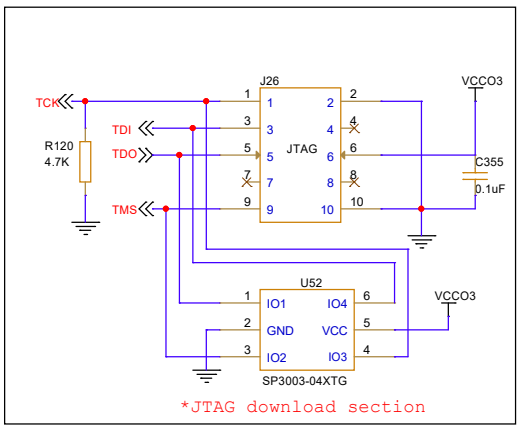 J26
VCCO3
TCK
1 1 2 2
TDI
3 3 4 4
R120
4.7K
TDO
5 5 JTAG 6 6
C355
0.1uF
7 7 8 8
TMS
9 9 10 10
U52
VCCO3
1 IO1 IO4 6
2 GND VCC 5
3 IO2 IO3 4
SP3003-04XTG
*JTAG download section